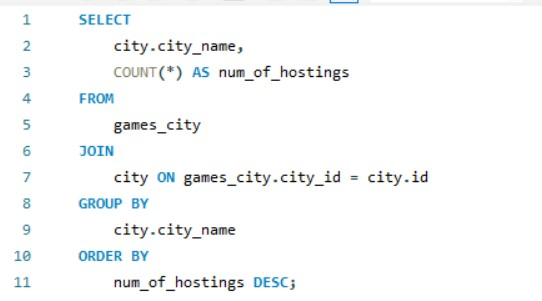 1 SELECT
2 city.city_name,
3 COUNT(*) AS num_of_hostings
4 FROM
5 games_city
6 JOIN
7 city ON games_city.city_id = city.id
8 GROUP BY
9 city.city_name
10 ORDER BY
11 num_of_hostings DESC;